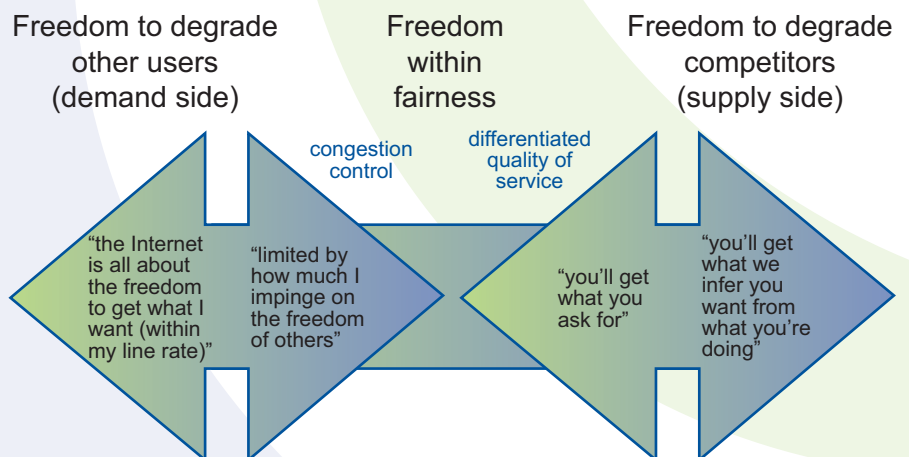 Freedom to degrade
other users
(demand side)
Freedom
within
fairness
Freedom to degrade
competitors
(supply side)
congestion
control
differentiated
quality of
service
“the Internet
is all about
the freedom
to get what I
want (within
my line rate)”
“limited by
how much I
impinge on
the freedom
of others”
“you’ll get
what you
ask for”
“you’ll get
what we
infer you
want from
what you’re
doing”